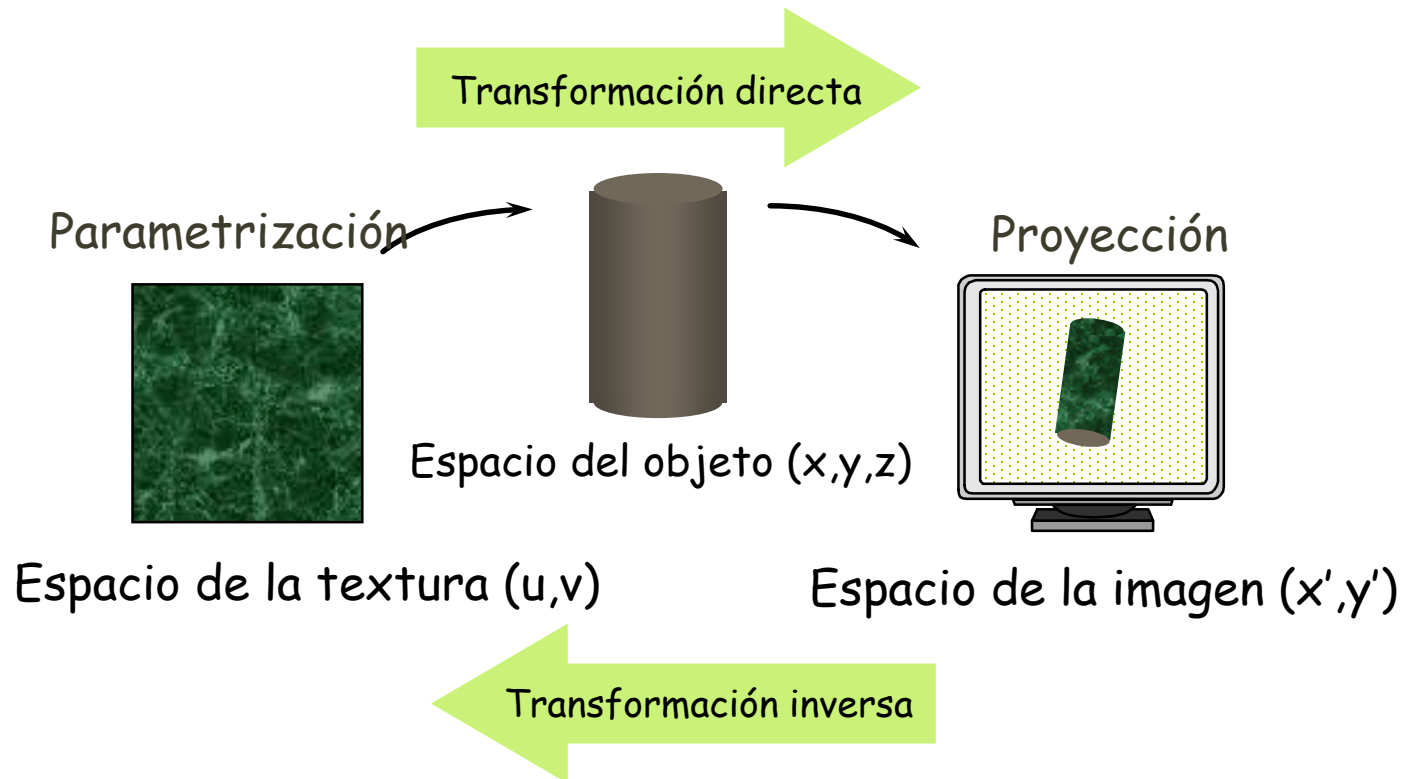 Transformación directa
Parametrización
Proyección
Espacio del objeto (x,y,z)
Espacio de la textura (u,v)
Espacio de la imagen (x’,y’)
Transformación inversa